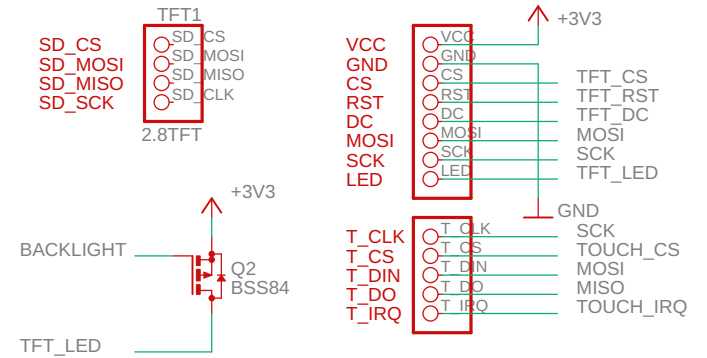 TFT1
SD_CS SD_CS
SD_MOSI SD_MOSI
SD_MISO SD_MISO
SD_SCK SD_CLK
2.8TFT
+3V3
VCC VCC
GND GND
CS CS TFT_CS
RST RST TFT_RST
DC DC TFT_DC
MOSI MOSI MOSI
SCK SCK SCK
LED LED TFT_LED
GND
T_CLK T_CLK SCK
T_CS T_CS TOUCH_CS
T_DIN T_DIN MOSI
T_DO T_DO MISO
T_IRQ T_IRQ TOUCH_IRQ
+3V3
BACKLIGHT
Q2
BSS84
TFT_LED